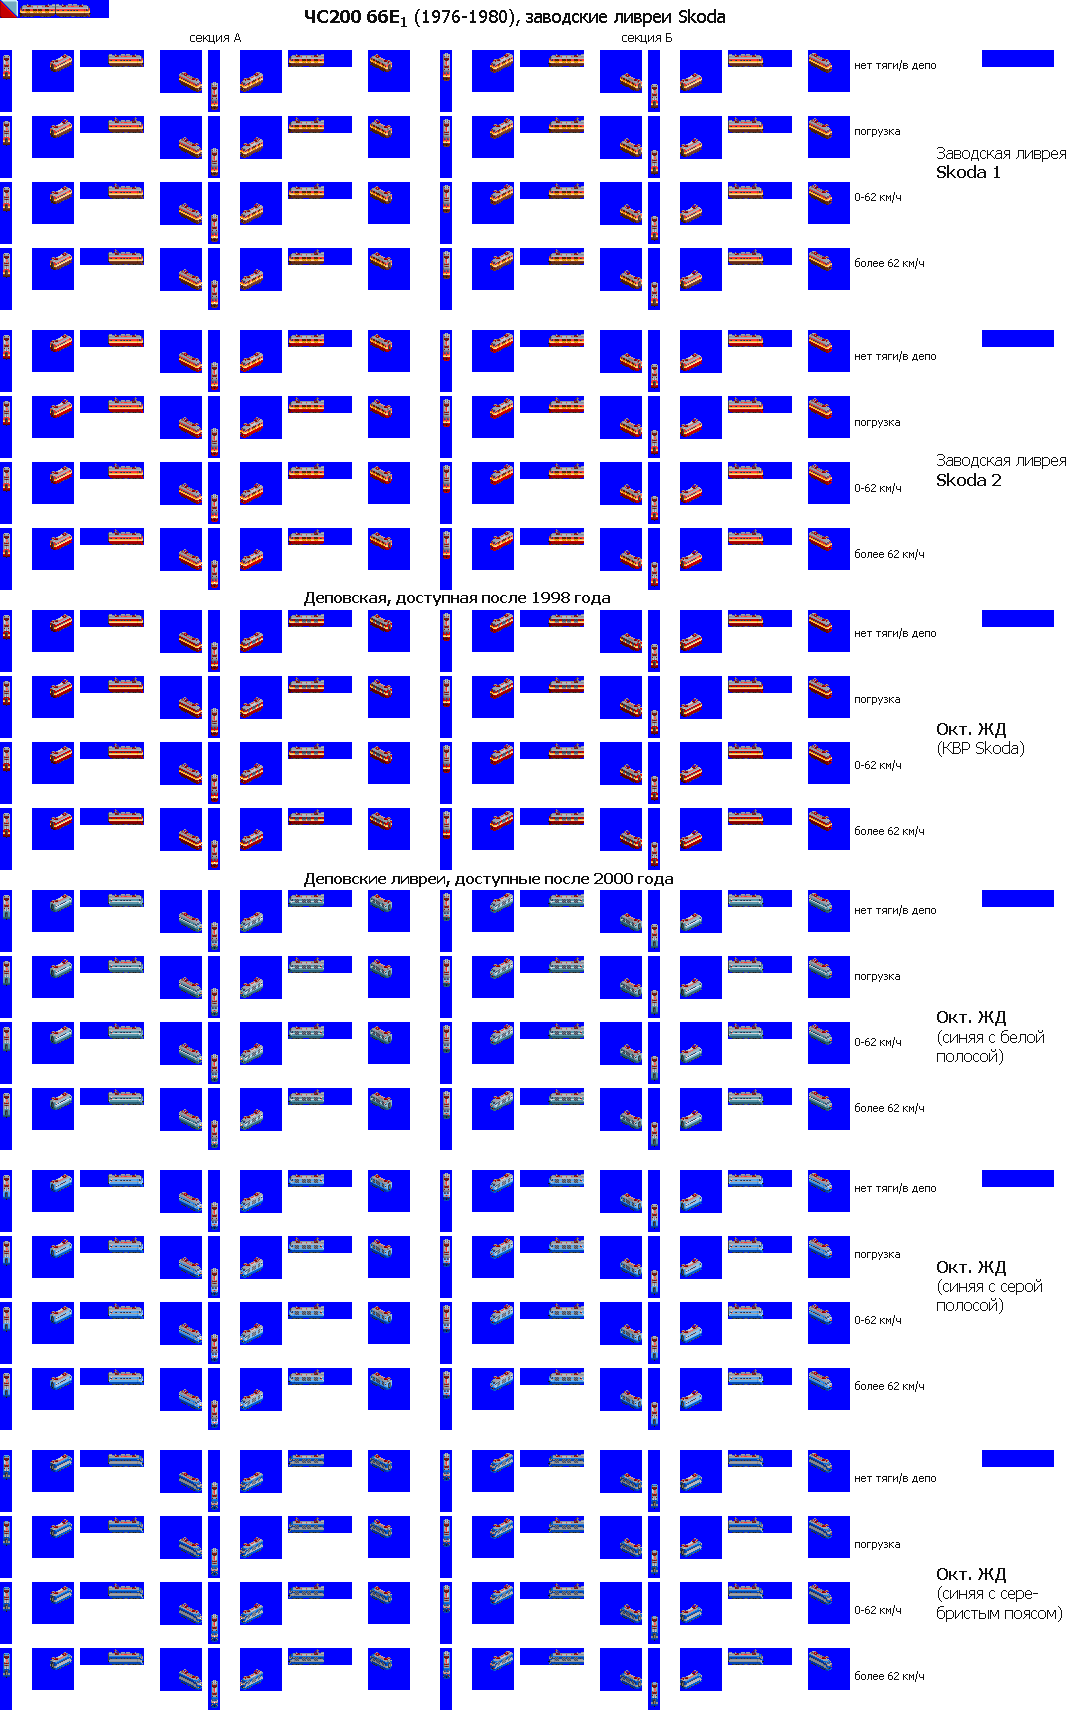 ЧС200 66Е1 (1976-1980), заводские ливреи Skoda
секция А
секция Б
нет тяги/в депо
погрузка
Заводская ливрея
Skoda 1
0-62 км/ч
более 62 км/ч
нет тяги/в депо
погрузка
Заводская ливрея
Skoda 2
0-62 км/ч
более 62 км/ч
Деповская, доступная после 1998 года
нет тяги/в депо
погрузка
Окт. ЖД
(КВР Skoda)
0-62 км/ч
более 62 км/ч
Деповские ливреи, доступные после 2000 года
нет тяги/в депо
погрузка
Окт. ЖД
(синяя с белой
полосой)
0-62 км/ч
более 62 км/ч
нет тяги/в депо
погрузка
Окт. ЖД
(синяя с серой
полосой)
0-62 км/ч
более 62 км/ч
нет тяги/в депо
погрузка
Окт. ЖД
(синяя с сере-
бристым поясом)
0-62 км/ч
более 62 км/ч